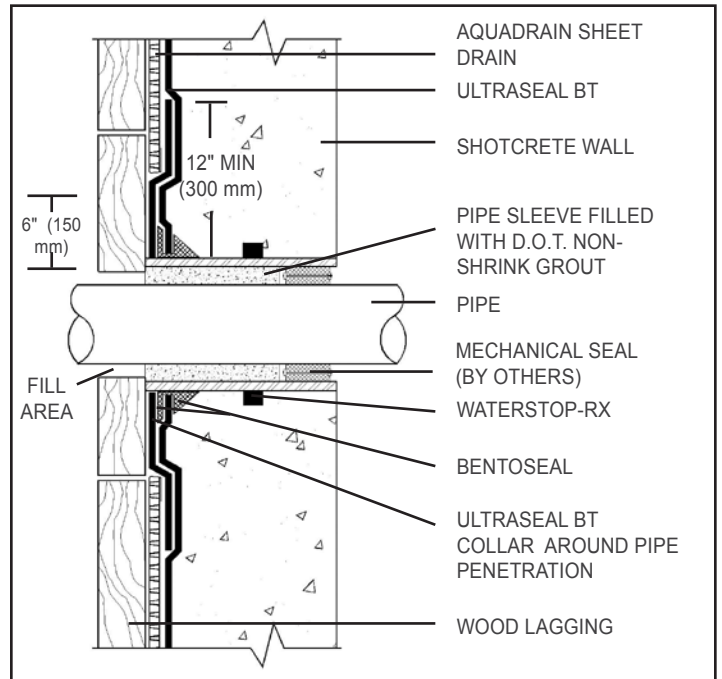 AQUADRAIN SHEET
DRAIN
ULTRASEAL BT
SHOTCRETE WALL
12" MIN
(300 mm)
6" (150
mm)
PIPE SLEEVE FILLED
WITH D.O.T. NON-
SHRINK GROUT
PIPE
MECHANICAL SEAL
(BY OTHERS)
FILL
AREA
WATERSTOP-RX
BENTOSEAL
ULTRASEAL BT
COLLAR AROUND PIPE
PENETRATION
WOOD LAGGING